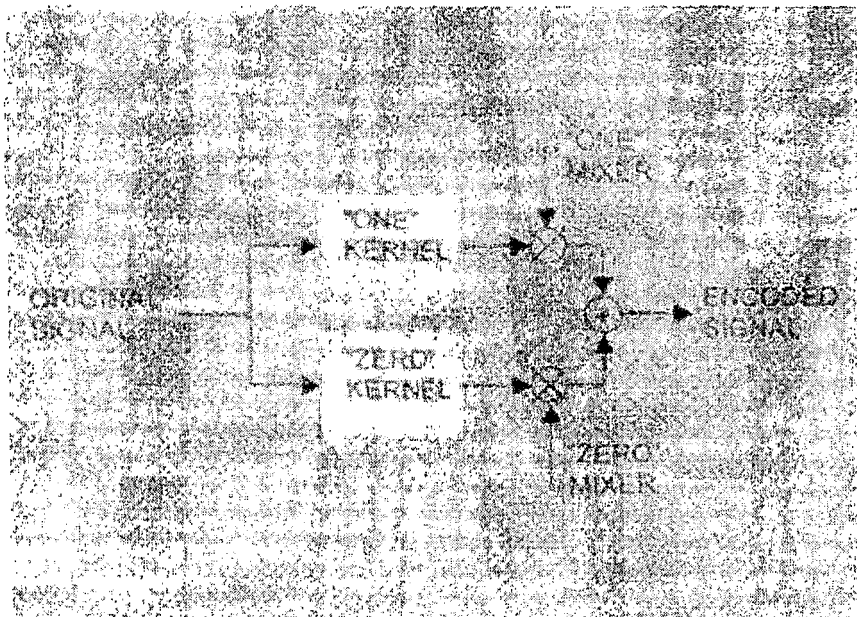 "ONE
MIXER
"ONE"
KERNEL
ORIGINAL
SIGNAL
ENCODED
SIGNAL
"ZERO"
KERNEL
ZERO
MIXER